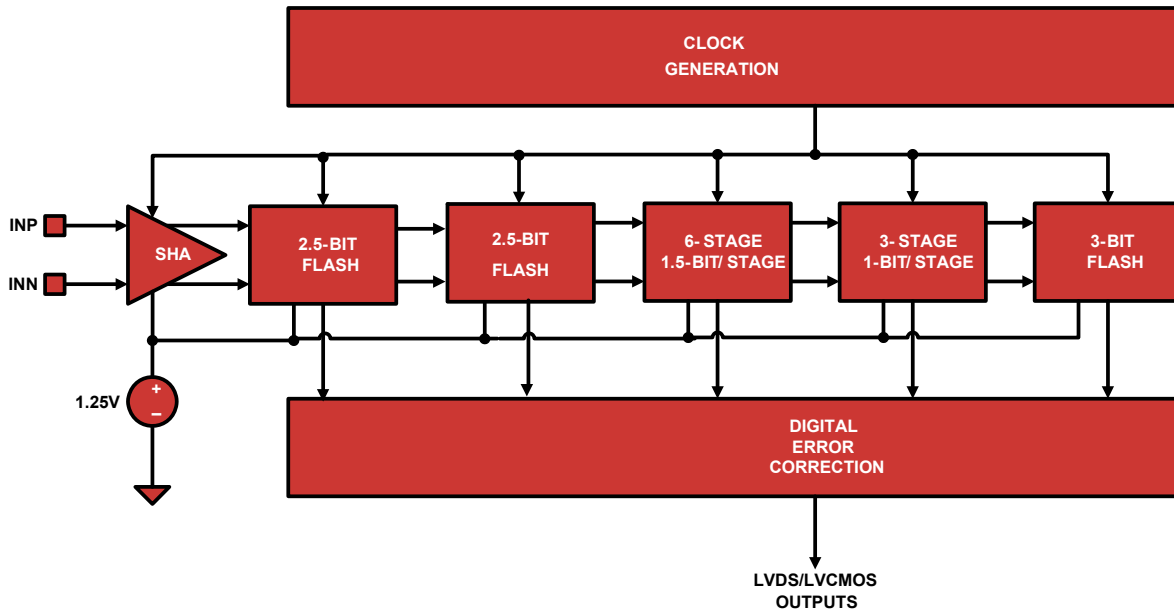 CLOCK
GENERATION
INP
INN
SHA
2.5-BIT
FLASH
2.5-BIT
FLASH
6- STAGE
1.5-BIT/ STAGE
3- STAGE
1-BIT/ STAGE
3-BIT
FLASH
1.25V
+
−
DIGITAL
ERROR
CORRECTION
LVDS/LVCMOS
OUTPUTS